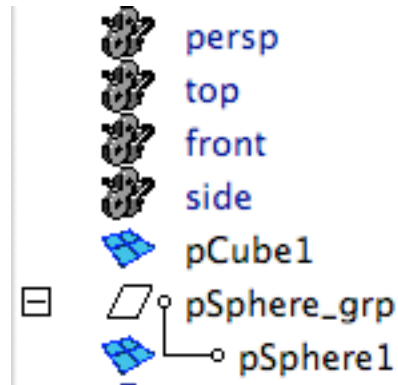 persp
top
front
side
pCube1
pSphere_grp
pSphere1